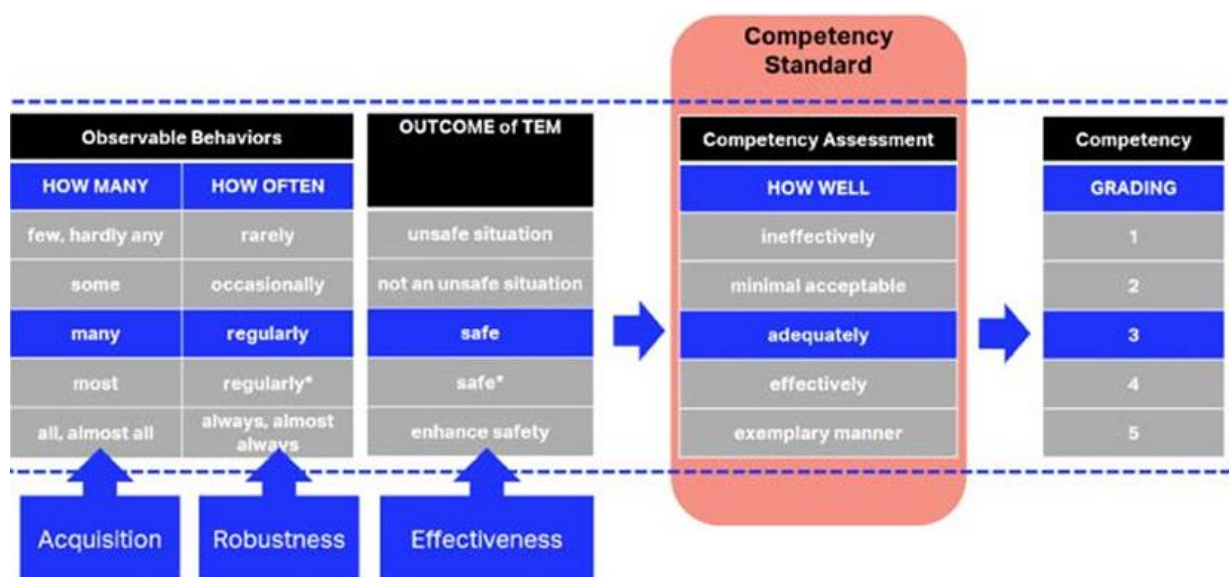 Competency
Standard
Observable Behaviors
OUTCOME of TEM
Competency Assessment
Competency
HOW MANY
HOW OFTEN
HOW WELL
GRADING
few, hardly any
rarely
unsafe situation
ineffectively
1
some
occasionally
not an unsafe situation
minimal acceptable
2
many
regularly
safe
adequately
3
most
regularly*
safe*
effectively
4
all, almost all
always, almost
always
enhance safety
exemplary manner
5
Acquisition
Robustness
Effectiveness